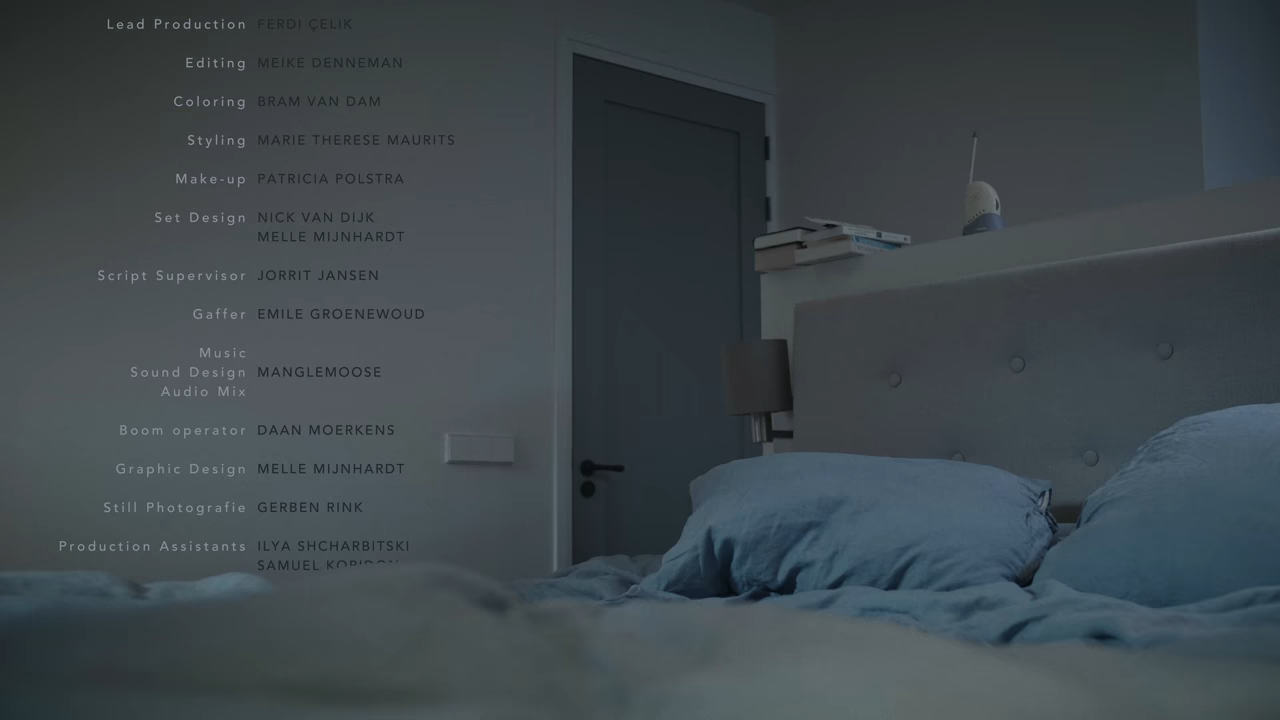 Lead Production FERDI ÇELIK
Editing MEIKE DENNEMAN
Coloring BRAM VAN DAM
Styling MARIE THERESE MAURITS
Make-up PATRICIA POLSTRA
Set Design NICK VAN DIJK
MELLE MIJNHARDT
Script Supervisor JORRIT JANSEN
Gaffer EMILE GROENEWOUD
Music
Sound Design MANGLEMOOSE
Audio Mix
Boom operator DAAN MOERKENS
Graphic Design MELLE MIJNHARDT
Still Photografie GERBEN RINK
Production Assistants ILYA SHCHARBITSKI
SAMUEL